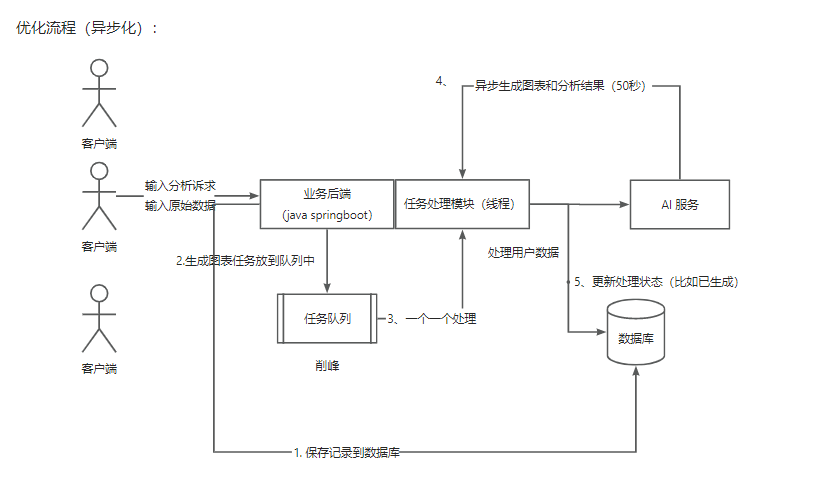 优化流程（异步化）：
4、
异步生成图表和分析结果（50秒）
客户端
输入分析诉求
输入原始数据
业务后端
（java springboot）
任务处理模块（线程）
AI 服务
客户端
2.生成图表任务放到队列中
处理用户数据
5、更新处理状态（比如已生成）
任务队列
3、一个一个处理
数据库
削峰
客户端
1. 保存记录到数据库